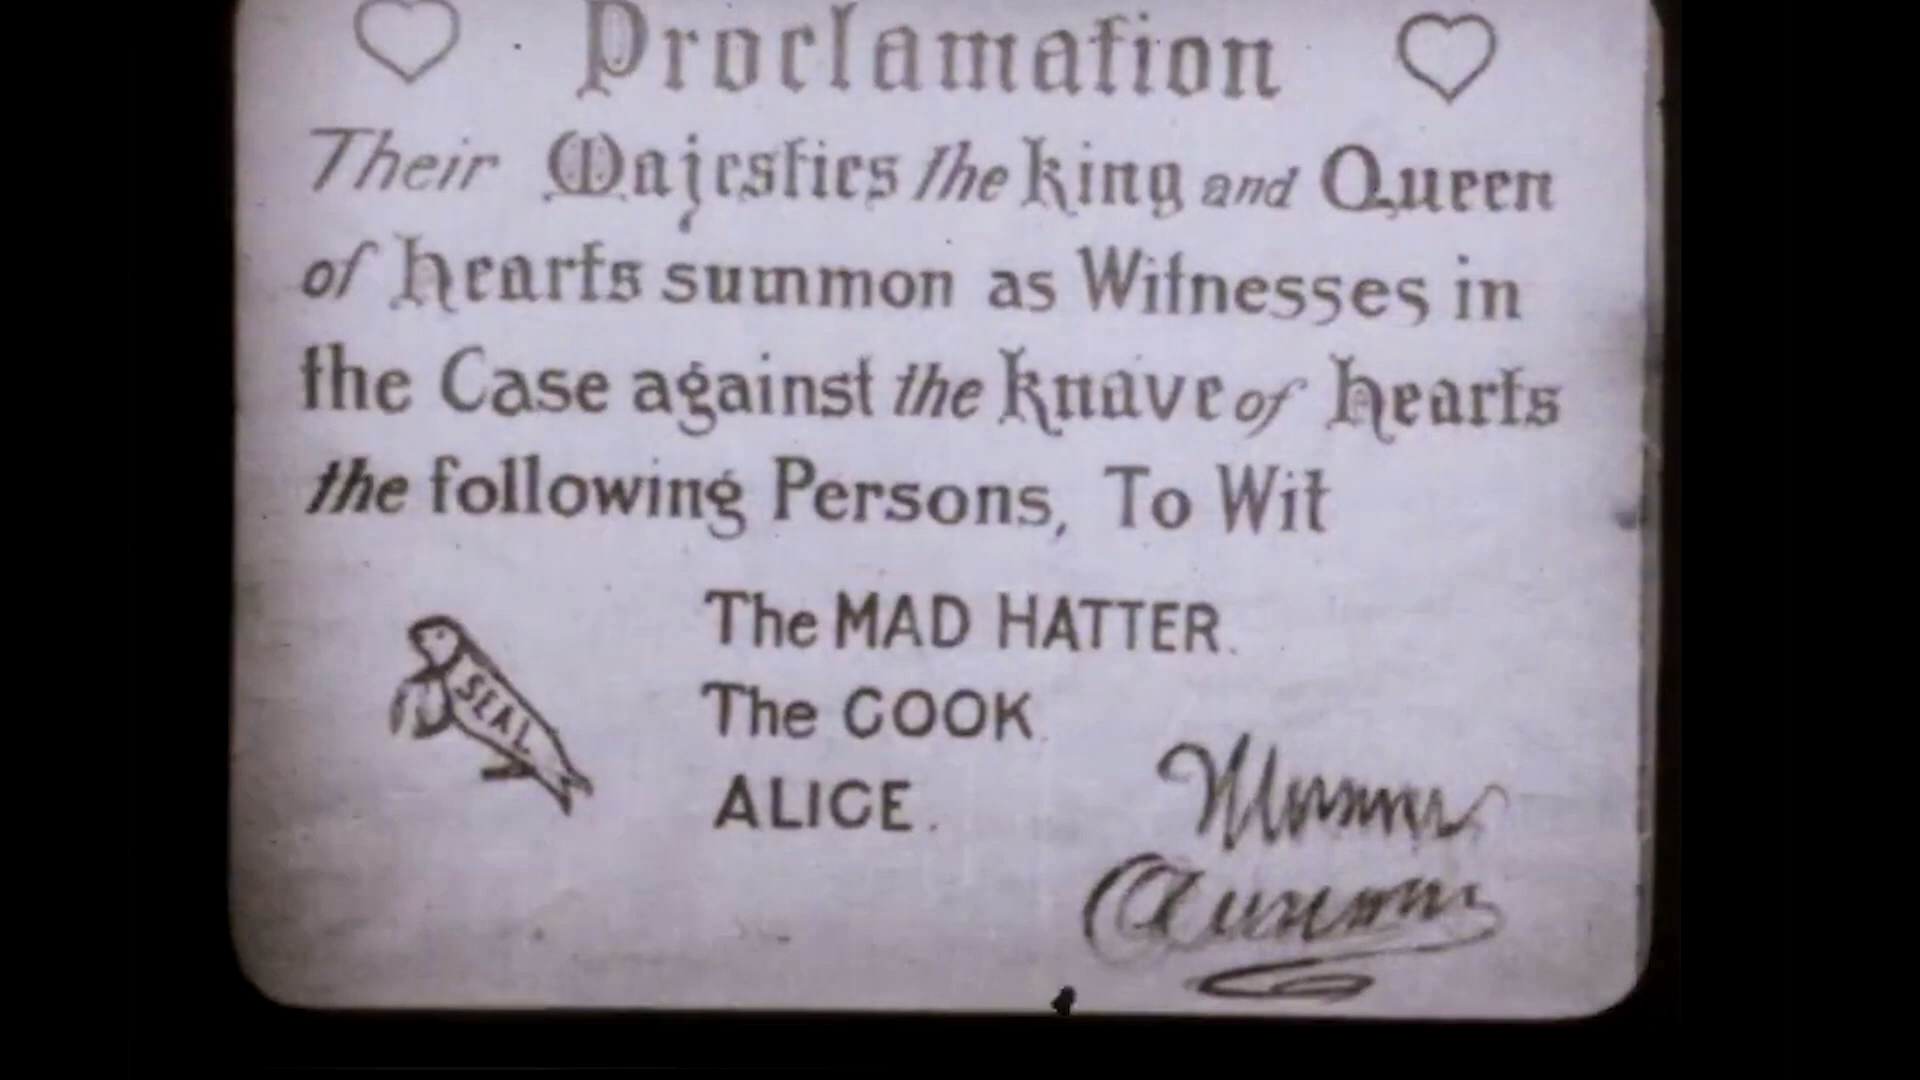 Proclamation
Their Majesties the King and Queen
of hearts summon as Witnesses in
the Case against the Knave of hearts
the following Persons, To Wit
The MAD HATTER.
The COOK
ALICE.
SEAL